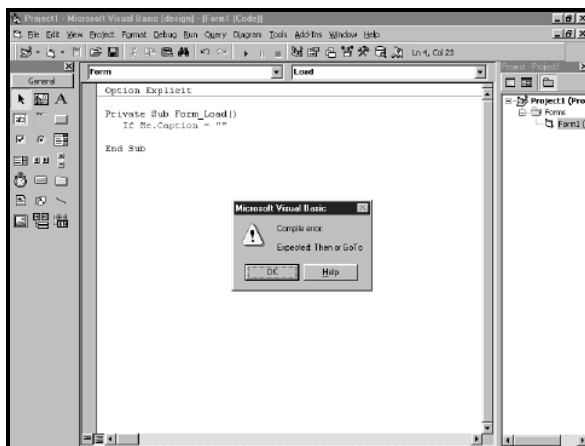 Project1 - Microsoft Visual Basic [design] - [Form1 (Code)]
File Edit View Project Format Debug Run Query Diagram Tools Add-Ins Window Help
Ln 4, Col 23
General
Form
Load
Project - Project1
Option Explicit
Private Sub Form_Load()
If Me.Caption = ""
End Sub
Project1 (Pro
Forms
Form1 (
Microsoft Visual Basic
Compile error:
Expected: Then or GoTo
OK Help